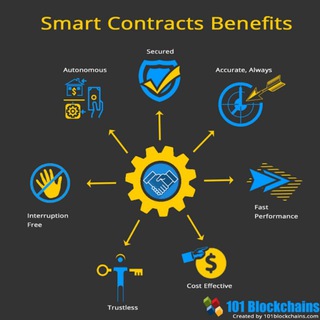 Smart Contracts Benefits
Secured
Autonomous
Accurate, Always
Interruption
Free
Fast
Performance
Trustless
Cost Effective
101 Blockchains
Created by 101blockchains.com